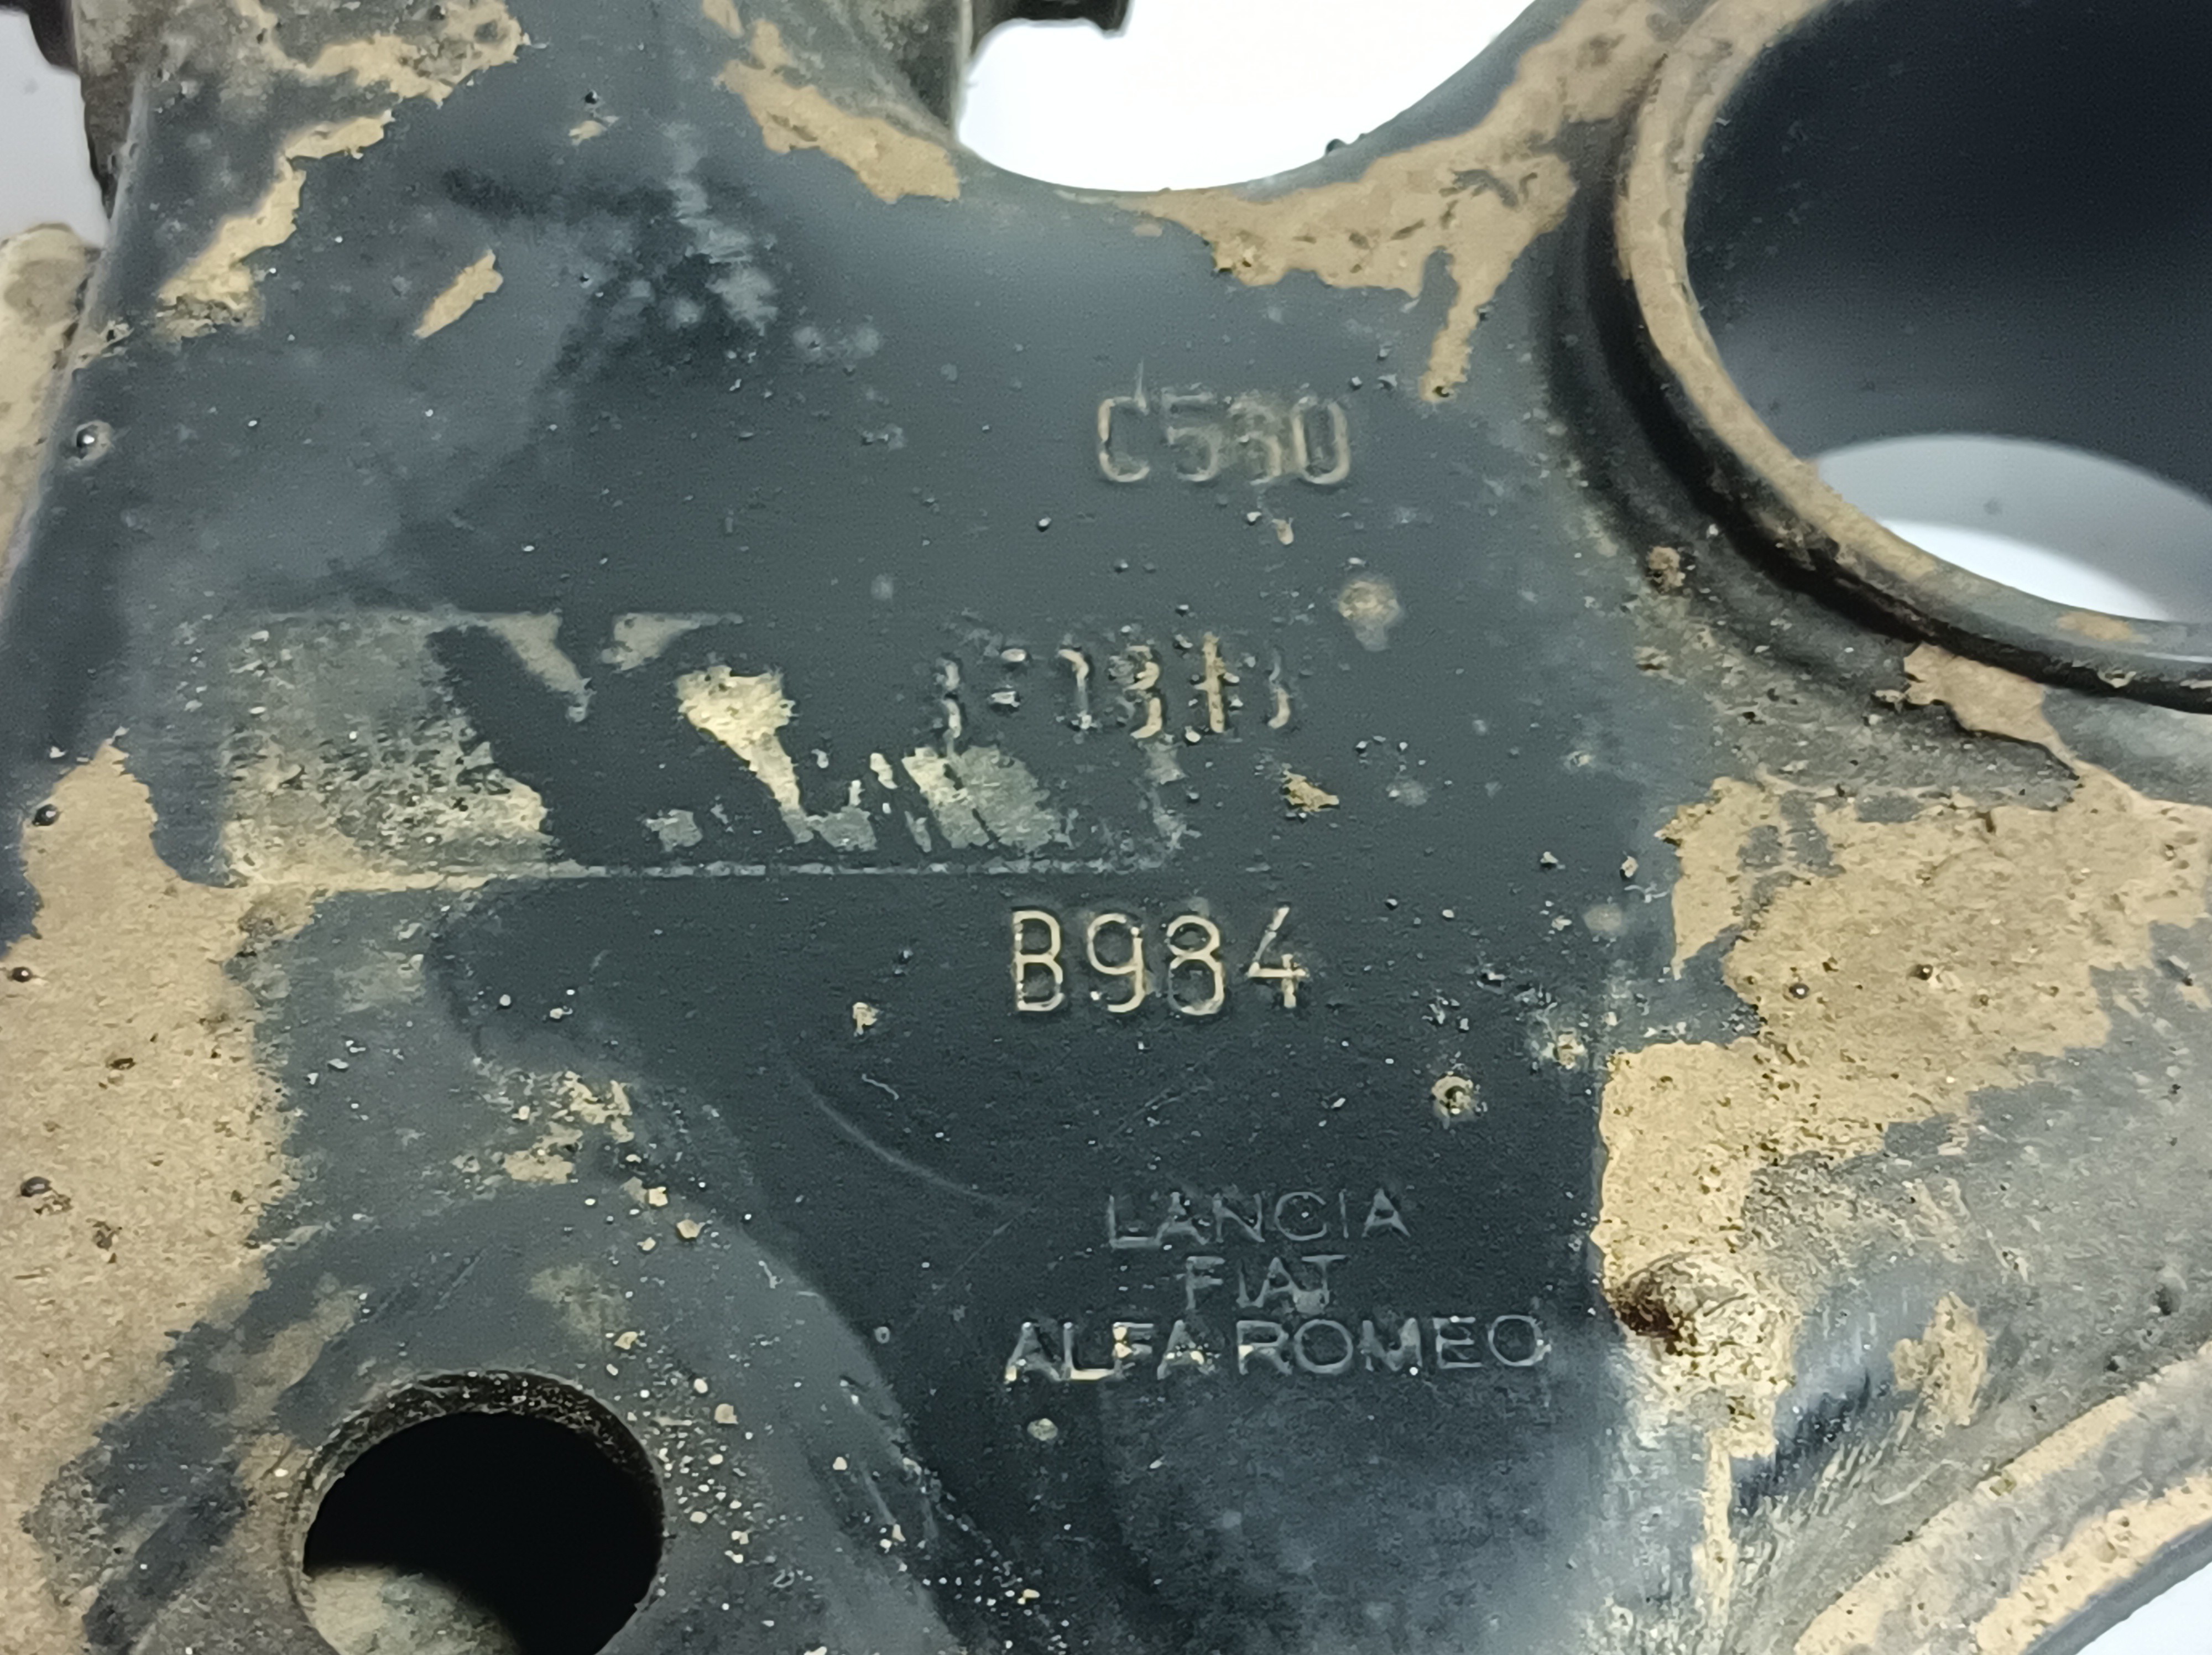 C530
B984
LANCIA
FIAT
ALFA ROMEO